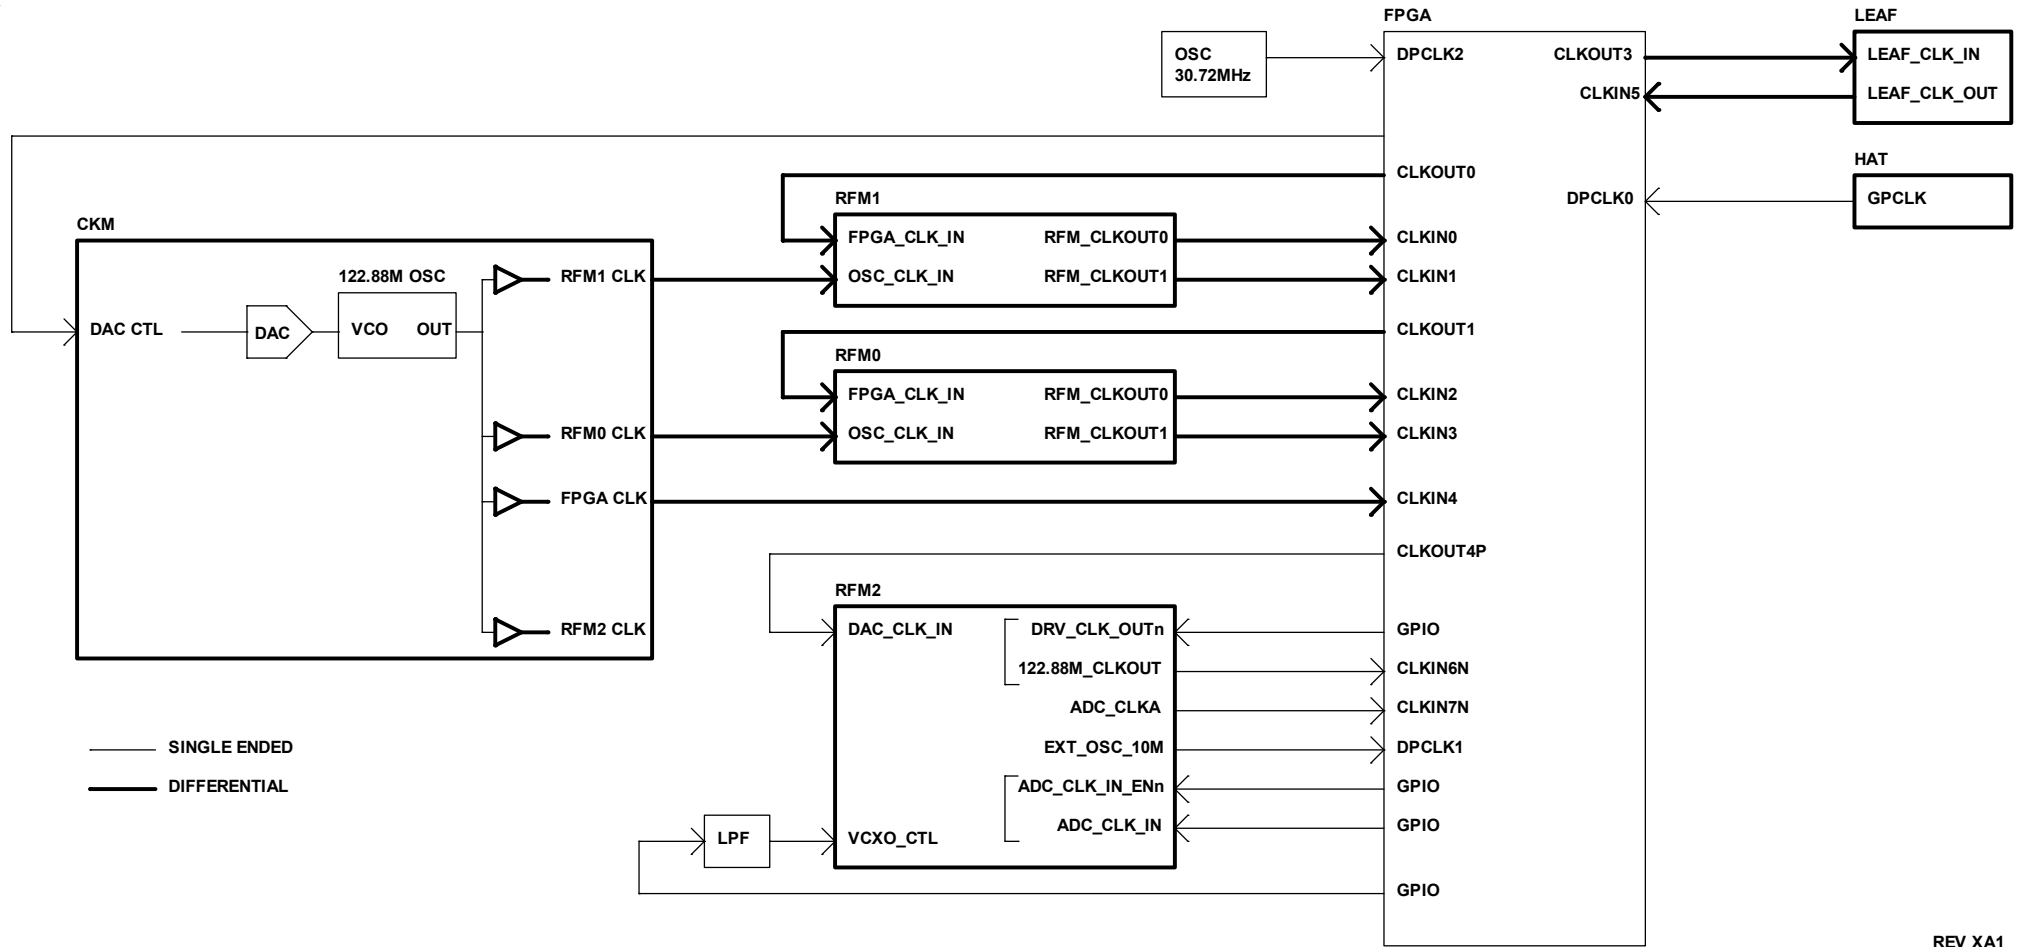 FPGA
LEAF
OSC
30.72MHz
DPCLK2
CLKOUT3
LEAF_CLK_IN
CLKIN5
LEAF_CLK_OUT
CLKOUT0
HAT
RFM1
DPCLK0
GPCLK
CKM
FPGA_CLK_IN
RFM_CLKOUT0
CLKIN0
122.88M OSC
RFM1 CLK
OSC_CLK_IN
RFM_CLKOUT1
CLKIN1
DAC CTL
DAC
VCO
OUT
CLKOUT1
RFM0
FPGA_CLK_IN
RFM_CLKOUT0
CLKIN2
RFM0 CLK
OSC_CLK_IN
RFM_CLKOUT1
CLKIN3
FPGA CLK
CLKIN4
CLKOUT4P
RFM2
RFM2 CLK
DAC_CLK_IN
DRV_CLK_OUTn
GPIO
122.88M_CLKOUT
CLKIN6N
ADC_CLKA
CLKIN7N
SINGLE ENDED
EXT_OSC_10M
DPCLK1
DIFFERENTIAL
ADC_CLK_IN_ENn
GPIO
ADC_CLK_IN
GPIO
LPF
VCXO_CTL
GPIO
REV XA1